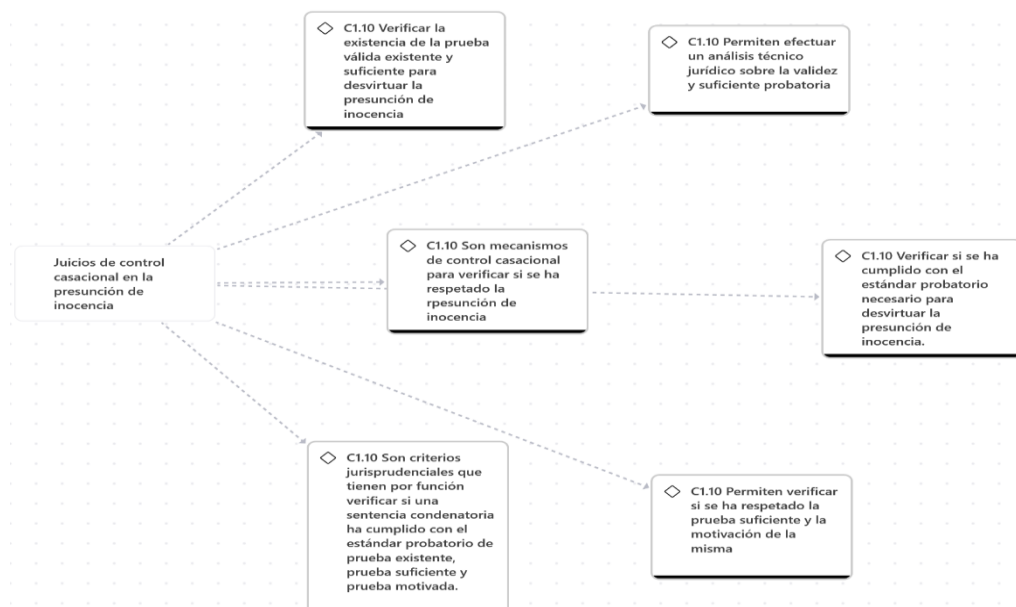 C1.10 Verificar la
existencia de la prueba
válida existente y
suficiente para
desvirtuar la
presunción de
inocencia
C1.10 Permiten efectuar
un análisis técnico
jurídico sobre la validez
y suficiente probatoria
Juicios de control
casacional en la
presunción de
inocencia
C1.10 Son mecanismos
de control casacional
para verificar si se ha
respetado la
rpesunción de
inocencia
C1.10 Verificar si se ha
cumplido con el
estándar probatorio
necesario para
desvirtuar la
presunción de
inocencia.
C1.10 Son criterios
jurisprudenciales que
tienen por función
verificar si una
sentencia condenatoria
ha cumplido con el
estándar probatorio de
prueba existente,
prueba suficiente y
prueba motivada.
C1.10 Permiten verificar
si se ha respetado la
prueba suficiente y la
motivación de la
misma